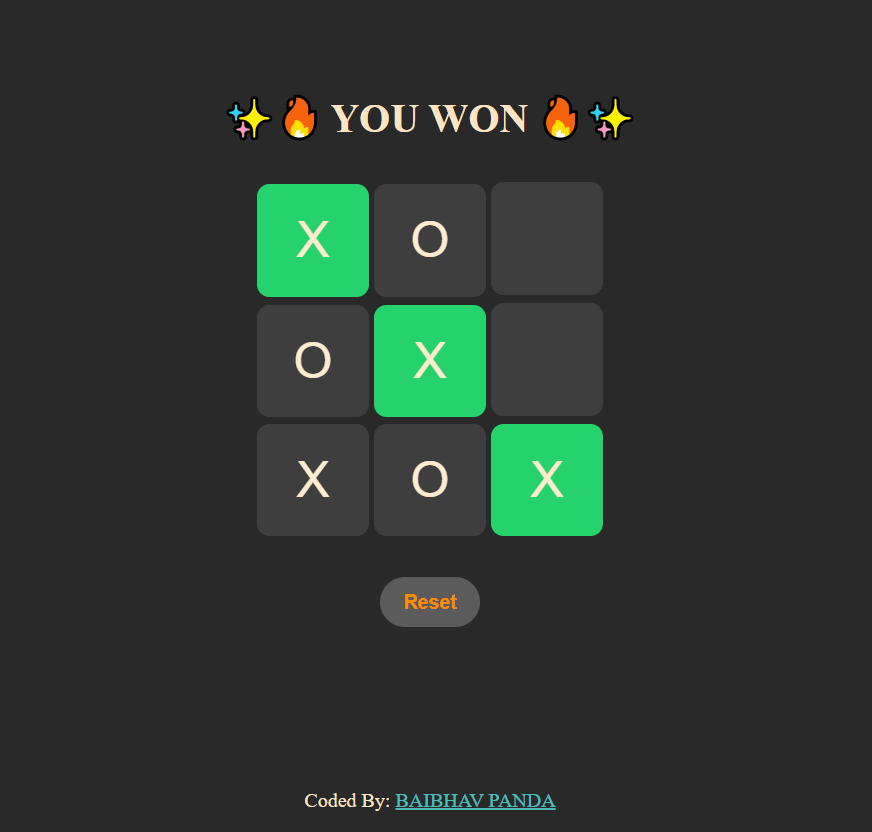 ✨🔥 YOU WON 🔥✨
X O
O X
X O X
Reset
Coded By: BAIBHAV PANDA